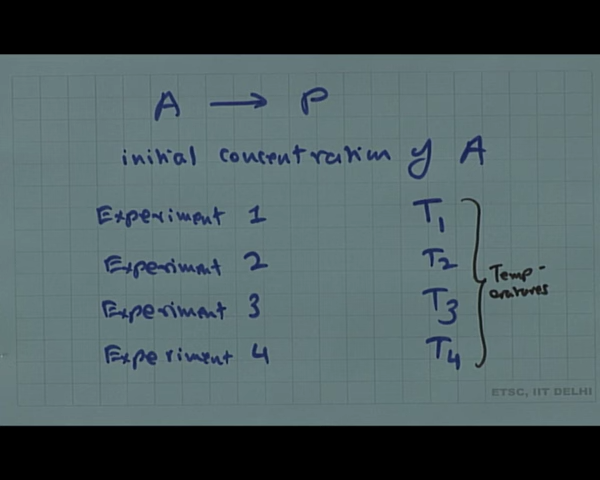 A → P
initial concentration of A
Experiment 1 T1
Experiment 2 T2
Experiment 3 T3
Experiment 4 T4
Temp-
eratures
ETSC, IIT DELHI